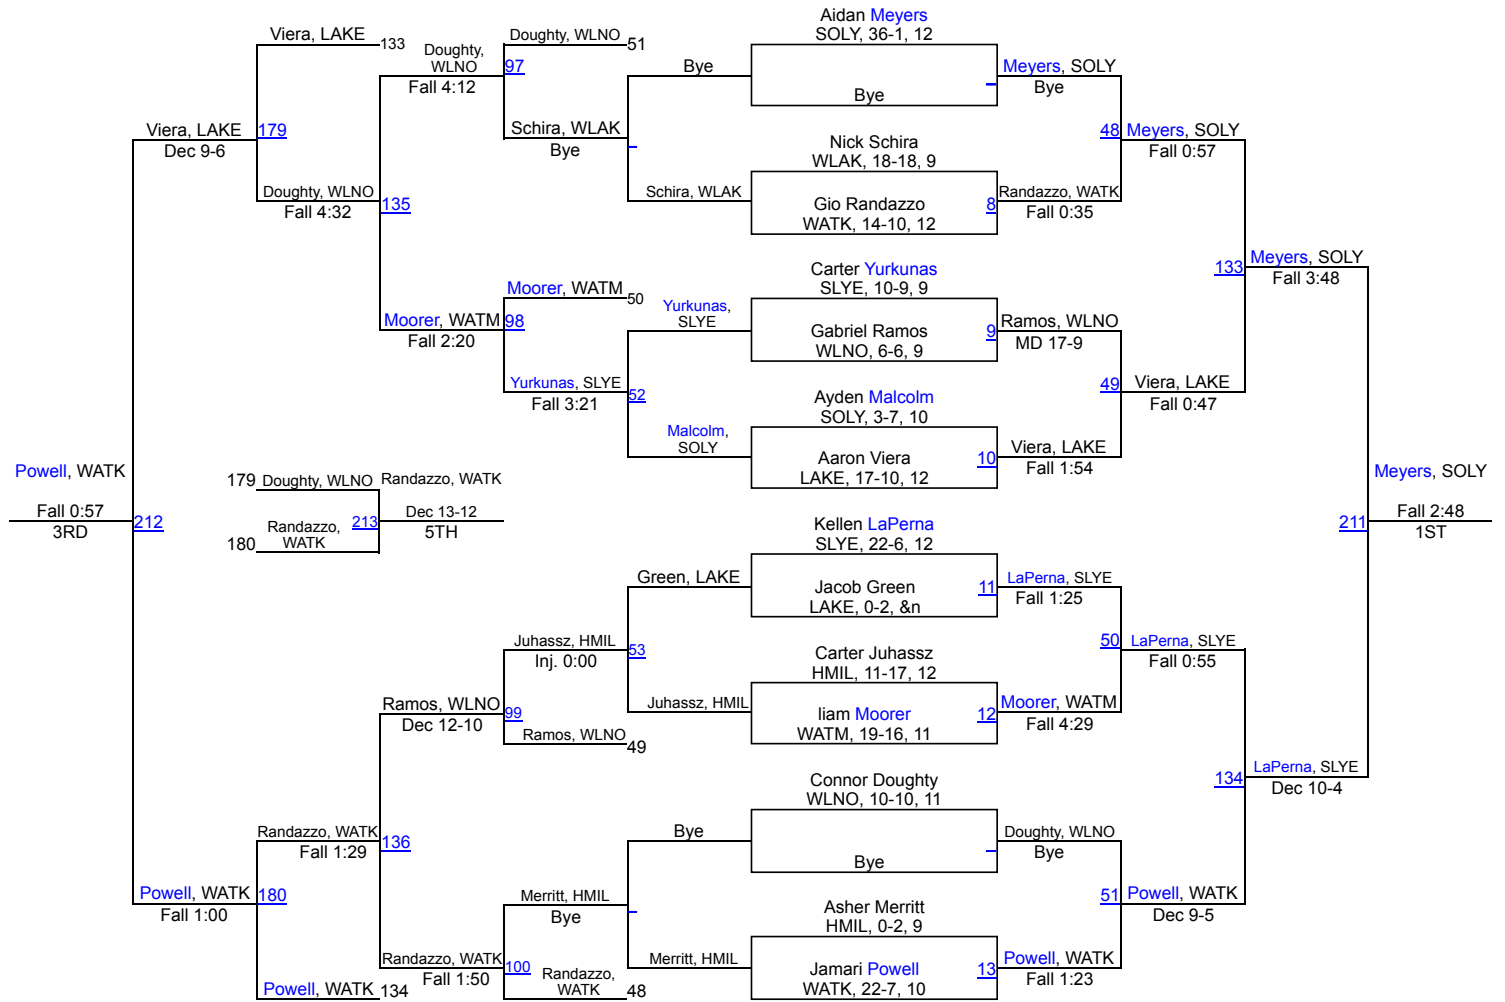 Aidan Meyers
SOLY, 36-1, 12
Viera, LAKE
133
Doughty, WLNO
51
Doughty,
WLNO
97
Fall 4:12
Bye
Meyers, SOLY
Bye
Bye
Viera, LAKE
179
Dec 9-6
Schira, WLAK
Bye
48
Meyers, SOLY
Fall 0:57
Nick Schira
WLAK, 18-18, 9
Doughty, WLNO
Fall 4:32
135
Schira, WLAK
Gio Randazzo
WATK, 14-10, 12
8
Randazzo, WATK
Fall 0:35
Carter Yurkunas
SLYE, 10-9, 9
133
Meyers, SOLY
Fall 3:48
Moorer, WATM
50
Yurkunas,
SLYE
Moorer, WATM
98
Fall 2:20
Gabriel Ramos
WLNO, 6-6, 9
9
Ramos, WLNO
MD 17-9
Yurkunas, SLYE
Fall 3:21
52
49
Viera, LAKE
Fall 0:47
Ayden Malcolm
SOLY, 3-7, 10
Malcolm,
SOLY
Aaron Viera
LAKE, 17-10, 12
10
Viera, LAKE
Fall 1:54
Powell, WATK
Fall 0:57
3RD
212
179
Doughty, WLNO
Randazzo, WATK
Randazzo,
WATK
180
213
Dec 13-12
5TH
Meyers, SOLY
211
Fall 2:48
1ST
Kellen LaPerna
SLYE, 22-6, 12
Green, LAKE
Jacob Green
LAKE, 0-2, &n
11
LaPerna, SLYE
Fall 1:25
Juhassz, HMIL
Inj. 0:00
53
50
LaPerna, SLYE
Fall 0:55
Carter Juhassz
HMIL, 11-17, 12
Ramos, WLNO
Dec 12-10
99
Juhassz, HMIL
liam Moorer
WATM, 19-16, 11
12
Moorer, WATM
Fall 4:29
Ramos, WLNO
49
134
LaPerna, SLYE
Dec 10-4
Connor Doughty
WLNO, 10-10, 11
Randazzo, WATK
Fall 1:29
136
Bye
Bye
Doughty, WLNO
Bye
Powell, WATK
Fall 1:00
180
Merritt, HMIL
Bye
51
Powell, WATK
Dec 9-5
Asher Merritt
HMIL, 0-2, 9
Randazzo, WATK
Fall 1:50
100
Merritt, HMIL
Jamari Powell
WATK, 22-7, 10
13
Powell, WATK
Fall 1:23
Randazzo,
WATK
48
Powell, WATK
134